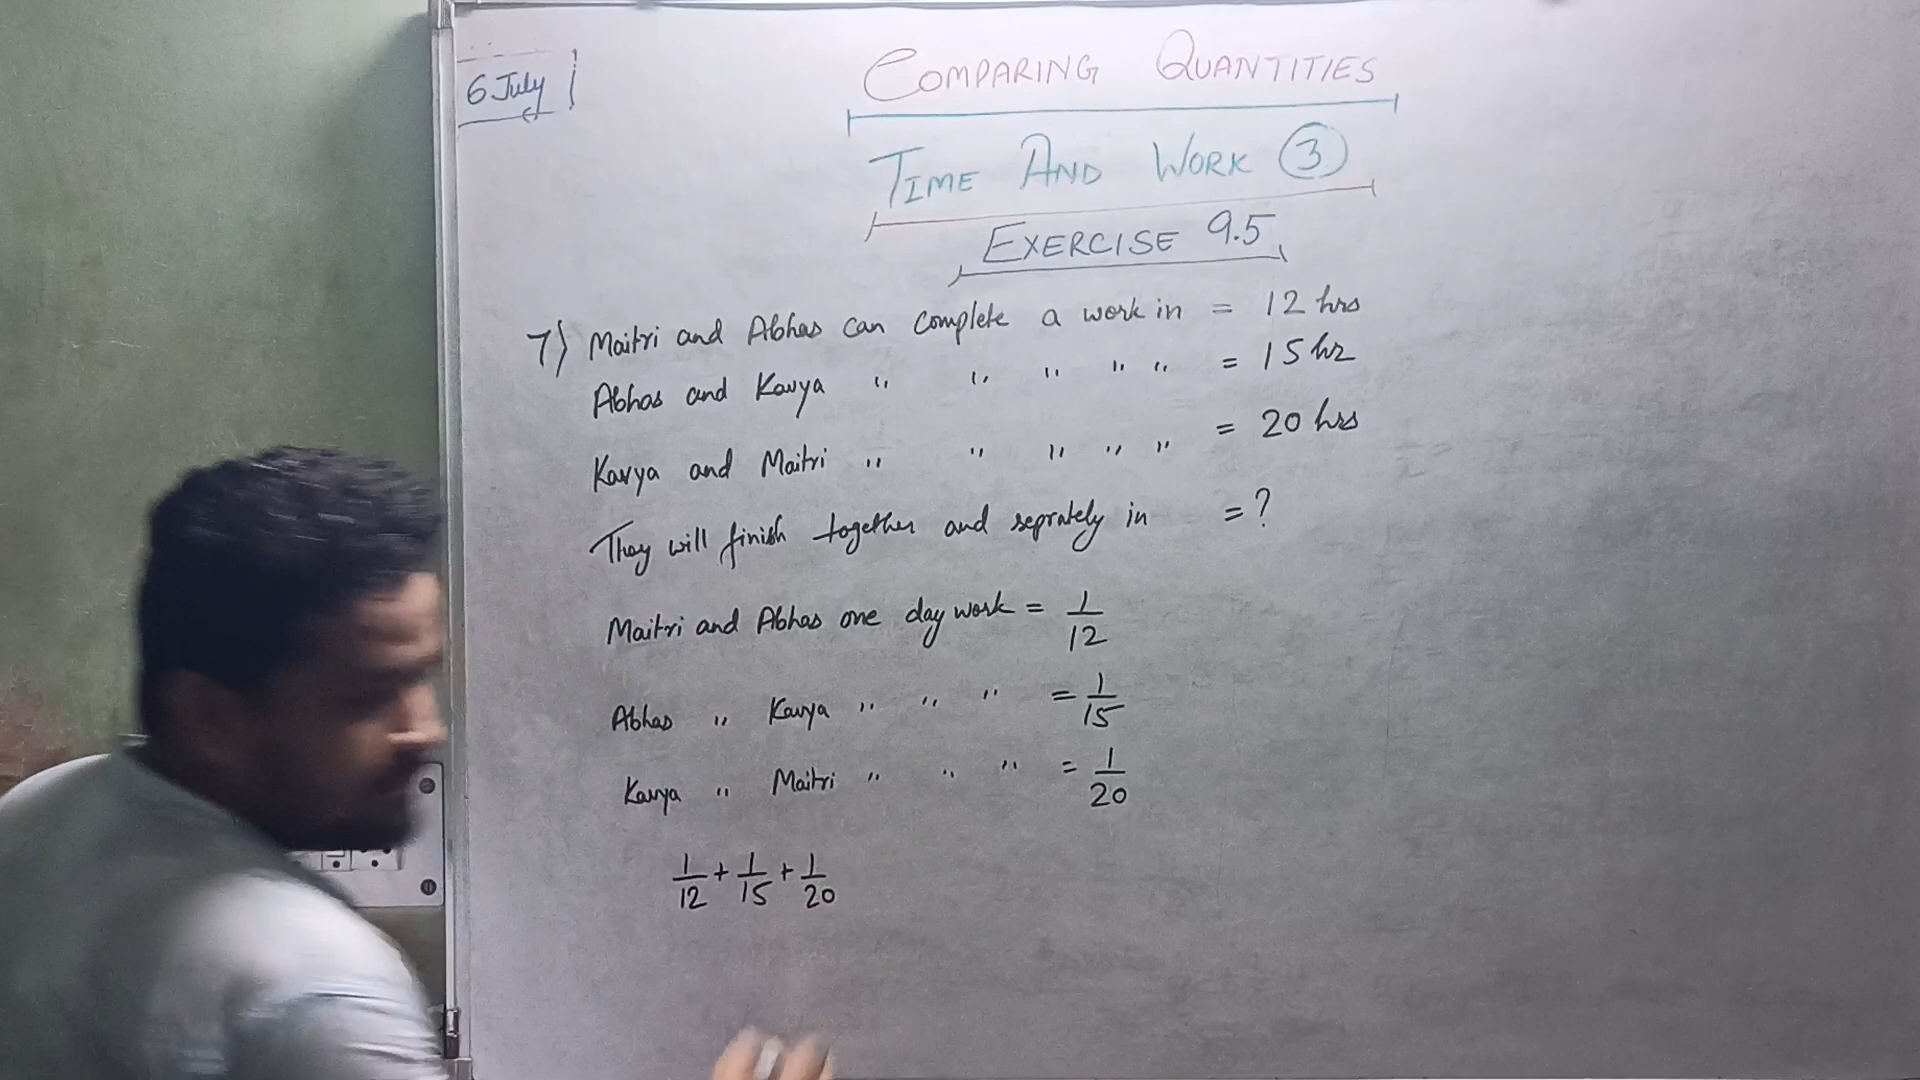 6 July
COMPARING QUANTITIES
TIME AND WORK 3
EXERCISE 9.5
7) Maitri and Abhas can complete a work in = 12 hrs
Abhas and Kavya " " " " " = 15 hr
Kavya and Maitri " " " " " = 20 hrs
They will finish together and seprately in = ?
Maitri and Abhas one day work = 1/12
Abhas " Kavya " " " = 1/15
Kavya " Maitri " " " = 1/20
1/12 + 1/15 + 1/20